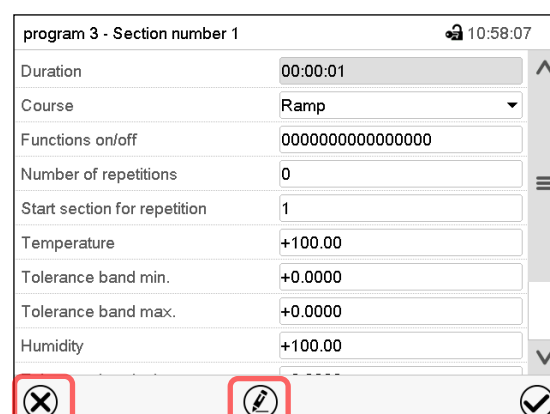 program 3 - Section number 1 10:58:07
Duration 00:00:01
Course Ramp
Functions on/off 0000000000000000
Number of repetitions 0
Start section for repetition 1
Temperature +100.00
Tolerance band min. +0.0000
Tolerance band max. +0.0000
Humidity +100.00